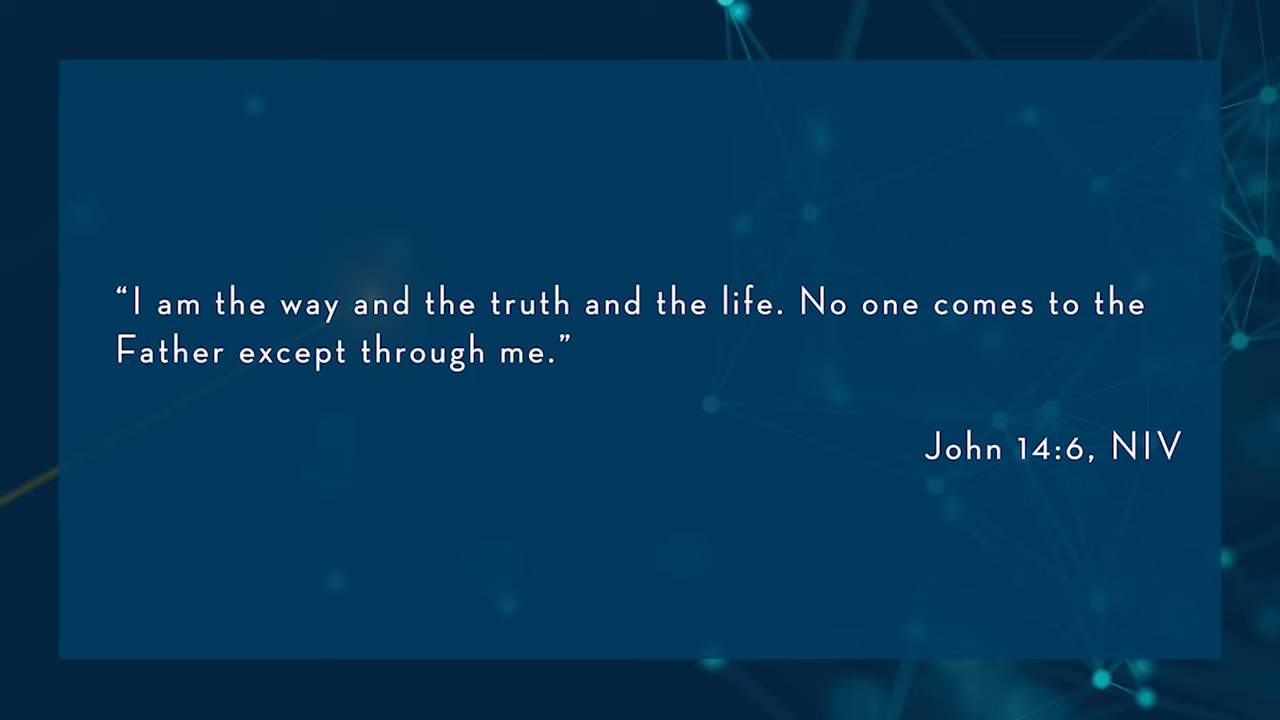 “I am the way and the truth and the life. No one comes to the
Father except through me.”
John 14:6, NIV